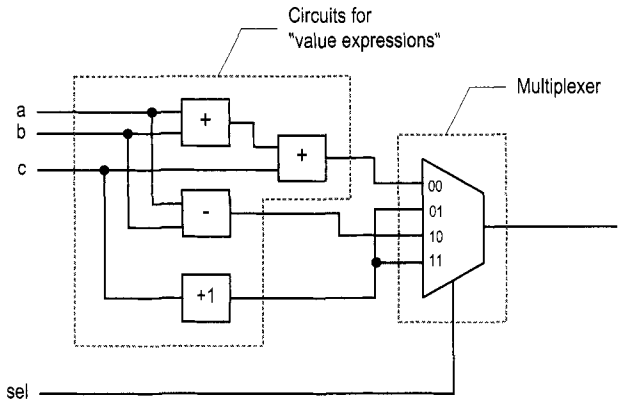 Circuits for
"value expressions"
Multiplexer
a
b
c
+
+
-
+1
00
01
10
11
sel